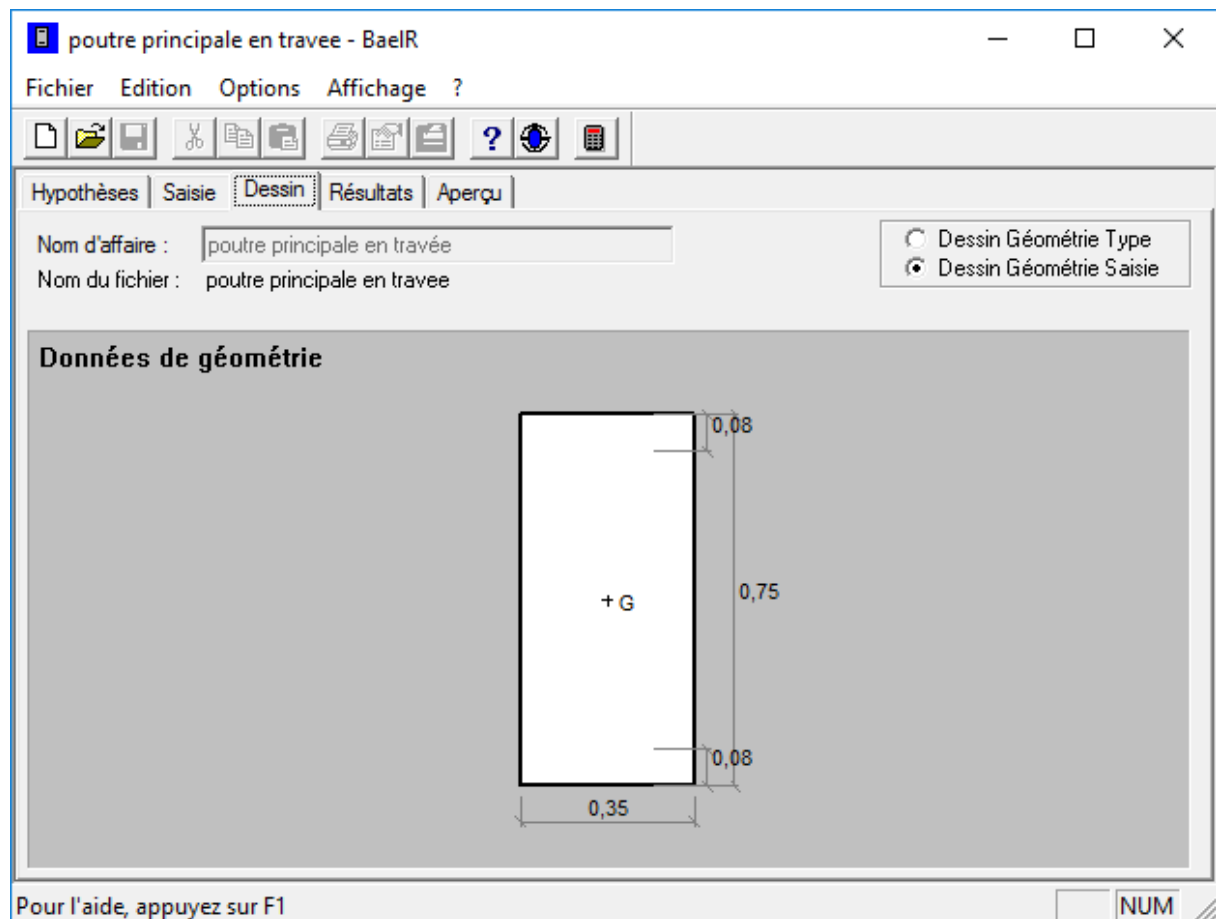 poutre principale en travee - BaelR
Fichier Edition Options Affichage ?
?
Hypothèses Saisie Dessin Résultats Aperçu
Nom d'affaire : poutre principale en travée
Nom du fichier : poutre principale en travee
Dessin Géométrie Type
Dessin Géométrie Saisie
Données de géométrie
0,08
0,75
G
0,08
0,35
Pour l'aide, appuyez sur F1
NUM